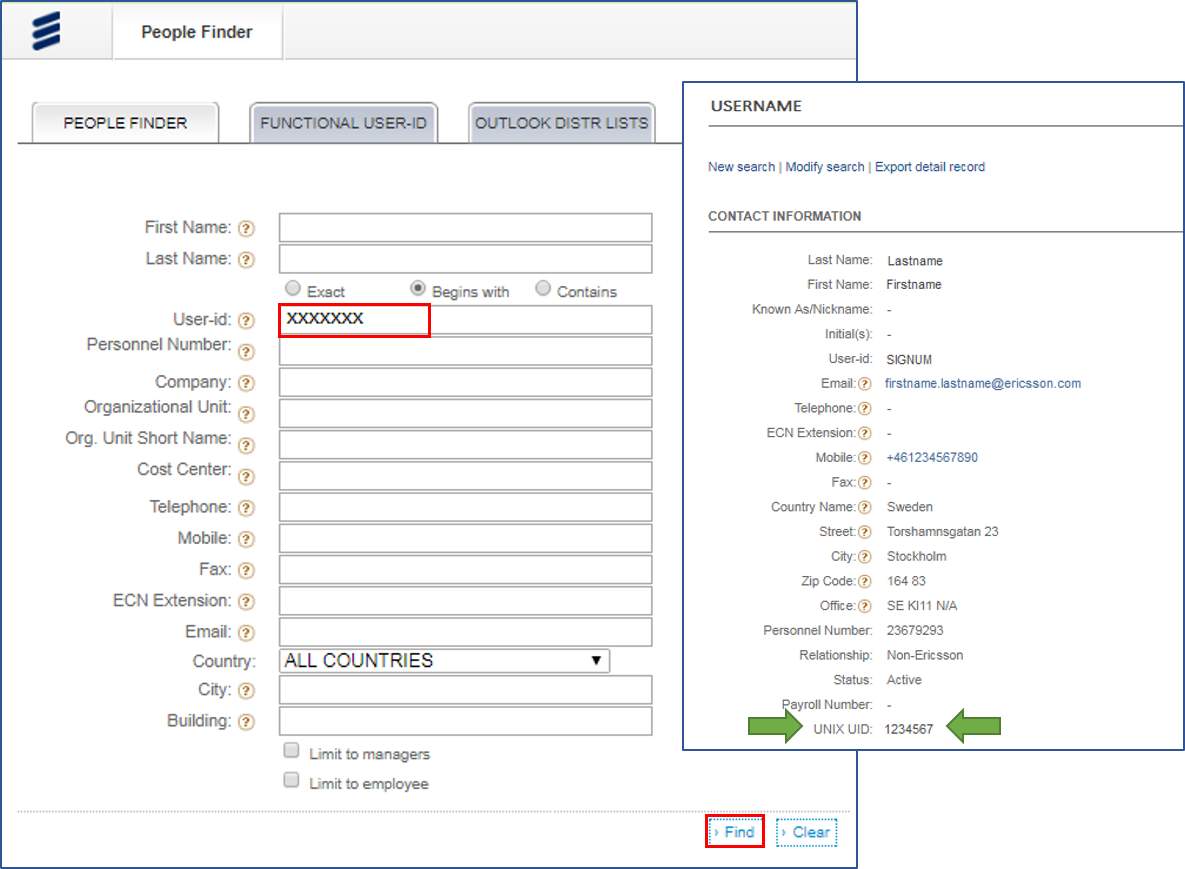 People Finder
PEOPLE FINDER
FUNCTIONAL USER-ID
OUTLOOK DISTR LISTS
First Name: ?
Last Name: ?
Exact Begins with Contains
User-id: ? XXXXXXX
Personnel Number: ?
Company: ?
Organizational Unit: ?
Org. Unit Short Name: ?
Cost Center: ?
Telephone: ?
Mobile: ?
Fax: ?
ECN Extension: ?
Email: ?
Country: ALL COUNTRIES
City: ?
Building: ?
Limit to managers
Limit to employee
› Find › Clear
USERNAME
New search | Modify search | Export detail record
CONTACT INFORMATION
Last Name: Lastname
First Name: Firstname
Known As/Nickname: -
Initial(s): -
User-id: SIGNUM
Email: ? firstname.lastname@ericsson.com
Telephone: ? -
ECN Extension: ? -
Mobile: ? +461234567890
Fax: ? -
Country Name: ? Sweden
Street: ? Torshamnsgatan 23
City: ? Stockholm
Zip Code: ? 164 83
Office: ? SE KI11 N/A
Personnel Number: 23679293
Relationship: Non-Ericsson
Status: Active
Payroll Number: -
UNIX UID: 1234567